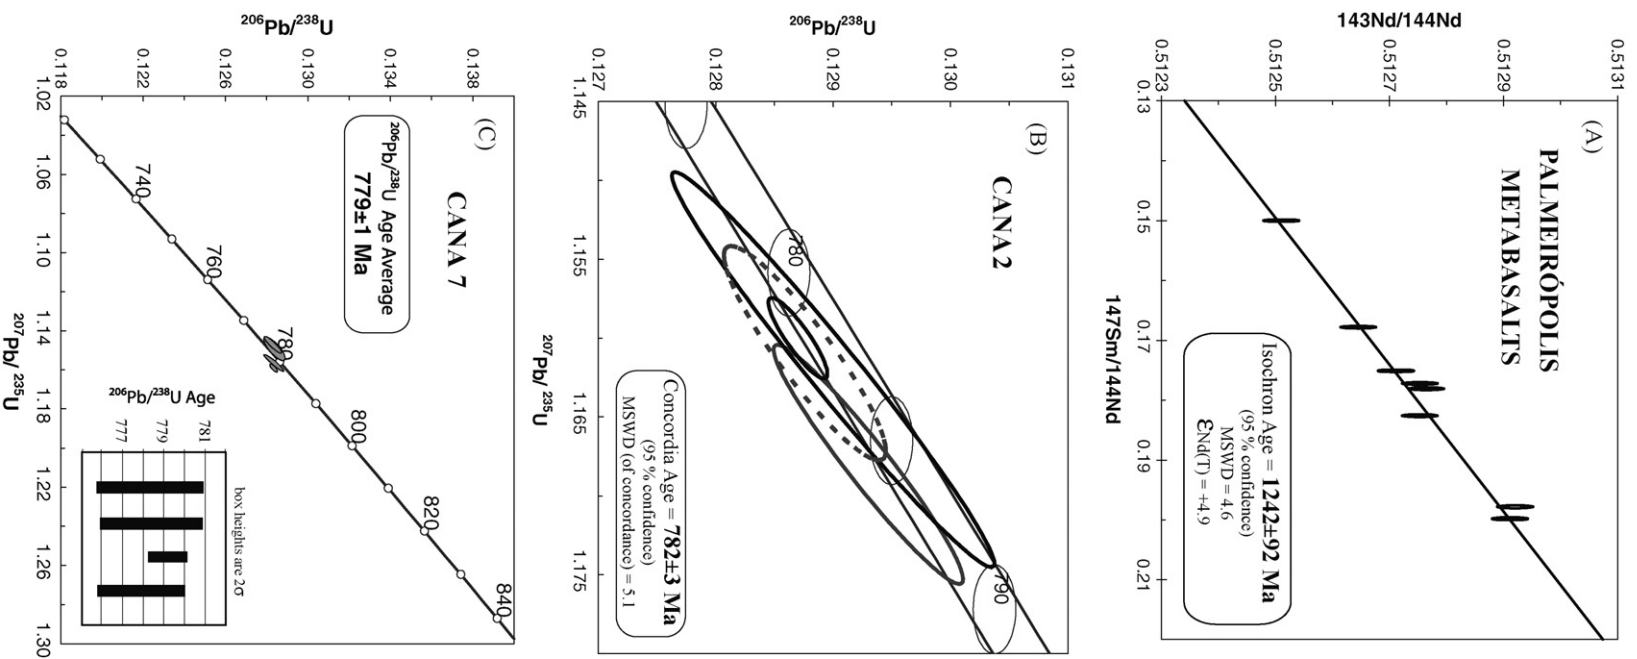 (A)
PALMEIRÓPOLIS
METABASALTS
143Nd/144Nd
0.5131
0.5129
0.5127
0.5125
0.5123
0.13
0.15
0.17
0.19
0.21
147Sm/144Nd
Isochron Age = 1242±92 Ma
(95 % confidence)
MSWD = 4.6
εNd(T) = +4.9
(B)
CANA 2
²⁰⁶Pb/²³⁸U
0.131
0.130
0.129
0.128
0.127
1.145
1.155
1.165
1.175
²⁰⁷Pb/ ²³⁵U
780
790
Concordia Age = 782±3 Ma
(95 % confidence)
MSWD (of concordance) = 5.1
(C)
CANA 7
²⁰⁶Pb/²³⁸U
0.138
0.134
0.130
0.126
0.122
0.118
1.02
1.06
1.10
1.14
1.18
1.22
1.26
1.30
²⁰⁷Pb/ ²³⁵U
²⁰⁶Pb/²³⁸U Age Average
779±1 Ma
740
760
780
800
820
840
box heights are 2σ
²⁰⁶Pb/²³⁸U Age
781
779
777